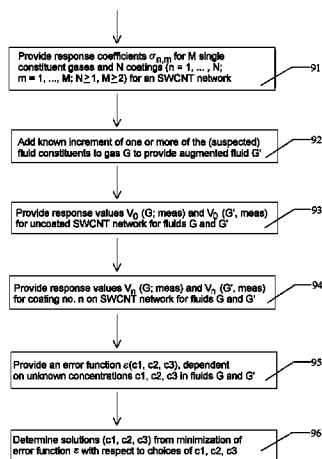 Provide response coefficients σn,m for M single
constituent gases and N coatings (n = 1, ... , N;
m = 1, ..., M; N ≥ 1, M ≥ 2) for an SWCNT network
91
Add known increment of one or more of the (suspected)
fluid constituents to gas G to provide augmented fluid G'
92
Provide response values V0 (G; meas) and V0 (G', meas)
for uncoated SWCNT network for fluids G and G'
93
Provide response values Vn (G; meas) and Vn (G', meas)
for coating no. n on SWCNT network for fluids G and G'
94
Provide an error function ε(c1, c2, c3), dependent
on unknown concentrations c1, c2, c3 in fluids G and G'
95
Determine solutions (c1, c2, c3) from minimization of
error function ε with respect to choices of c1, c2, c3
96